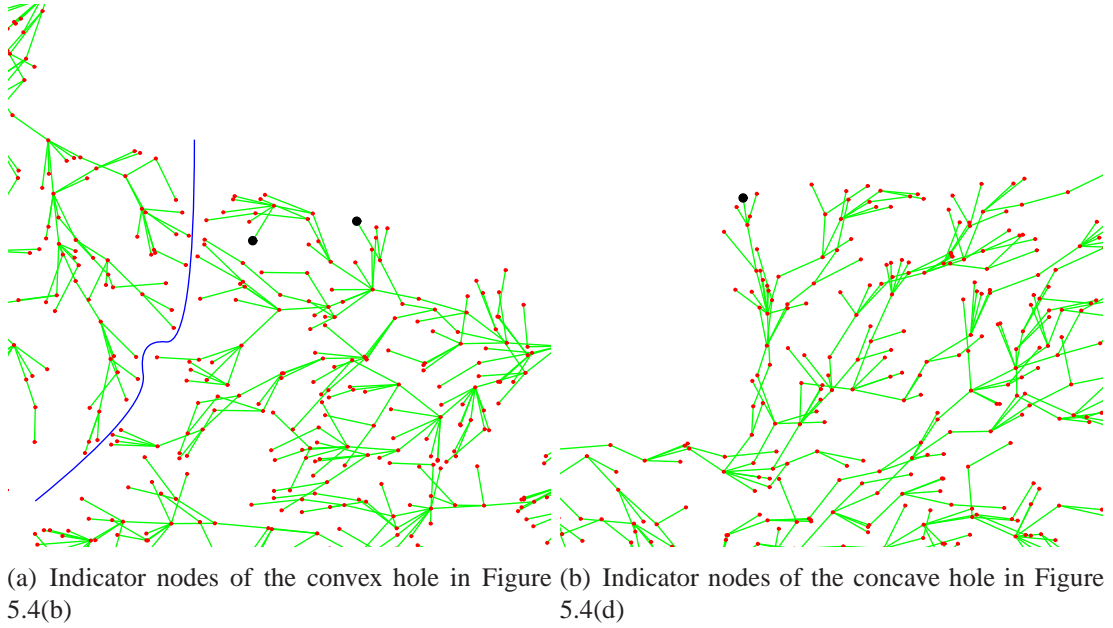 (a) Indicator nodes of the convex hole in Figure
5.4(b)
(b) Indicator nodes of the concave hole in Figure
5.4(d)